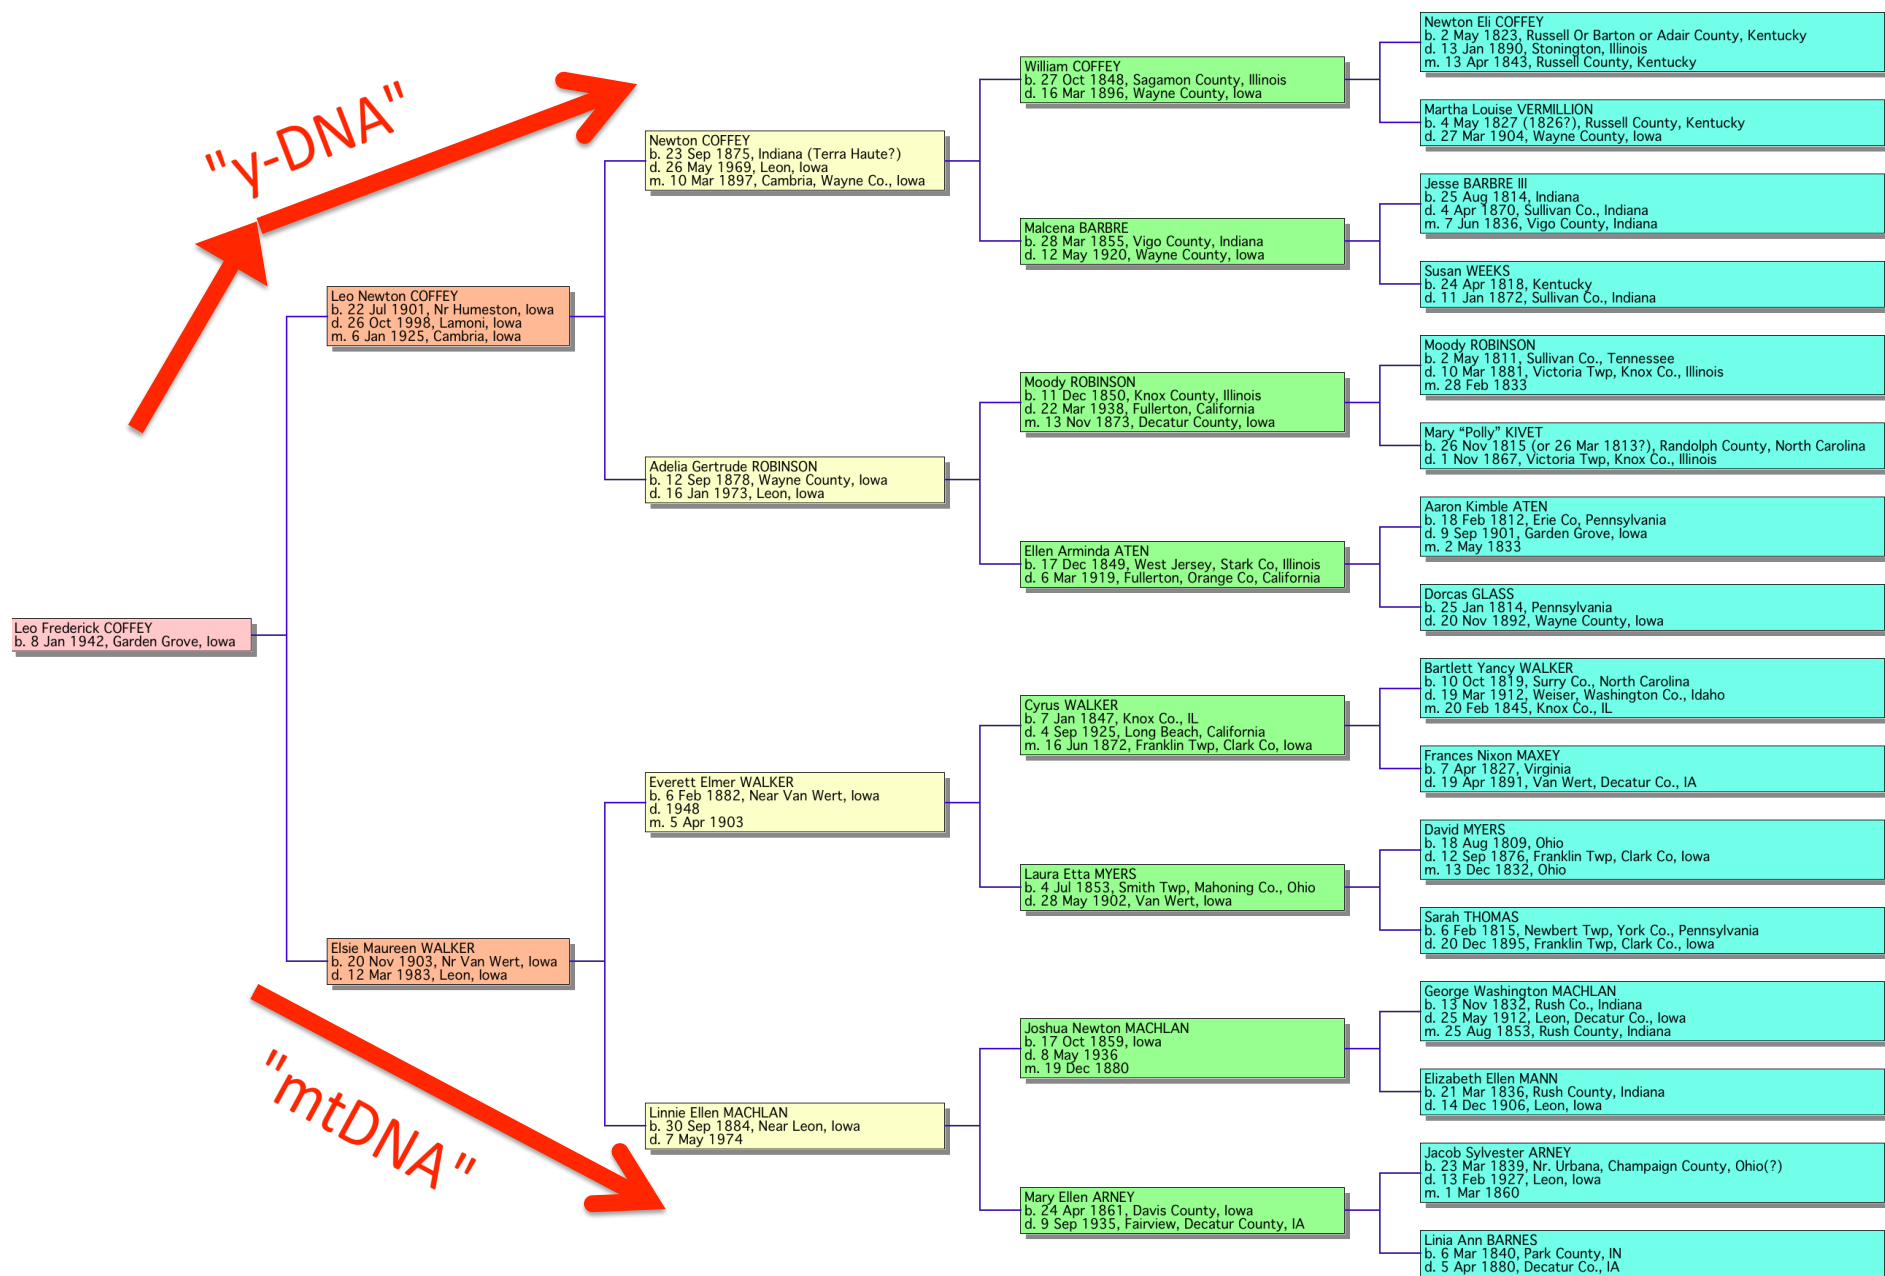 "y-DNA"
"mtDNA"
Leo Frederick COFFEY
b. 8 Jan 1942, Garden Grove, Iowa
Leo Newton COFFEY
b. 22 Jul 1901, Nr Humeston, Iowa
d. 26 Oct 1998, Lamoni, Iowa
m. 6 Jan 1925, Cambria, Iowa
Elsie Maureen WALKER
b. 20 Nov 1903, Nr Van Wert, Iowa
d. 12 Mar 1983, Leon, Iowa
Newton COFFEY
b. 23 Sep 1875, Indiana (Terra Haute?)
d. 26 May 1969, Leon, Iowa
m. 10 Mar 1897, Cambria, Wayne Co., Iowa
Adelia Gertrude ROBINSON
b. 12 Sep 1878, Wayne County, Iowa
d. 16 Jan 1973, Leon, Iowa
Everett Elmer WALKER
b. 6 Feb 1882, Near Van Wert, Iowa
d. 1948
m. 5 Apr 1903
Linnie Ellen MACHLAN
b. 30 Sep 1884, Near Leon, Iowa
d. 7 May 1974
William COFFEY
b. 27 Oct 1848, Sagamon County, Illinois
d. 16 Mar 1896, Wayne County, Iowa
Malcena BARBRE
b. 28 Mar 1855, Vigo County, Indiana
d. 12 May 1920, Wayne County, Iowa
Moody ROBINSON
b. 11 Dec 1850, Knox County, Illinois
d. 22 Mar 1938, Fullerton, California
m. 13 Nov 1873, Decatur County, Iowa
Ellen Arminda ATEN
b. 17 Dec 1849, West Jersey, Stark Co, Illinois
d. 6 Mar 1919, Fullerton, Orange Co, California
Cyrus WALKER
b. 7 Jan 1847, Knox Co., IL
d. 4 Sep 1925, Long Beach, California
m. 16 Jun 1872, Franklin Twp, Clark Co, Iowa
Laura Etta MYERS
b. 4 Jul 1853, Smith Twp, Mahoning Co., Ohio
d. 28 May 1902, Van Wert, Iowa
Joshua Newton MACHLAN
b. 17 Oct 1859, Iowa
d. 8 May 1936
m. 19 Dec 1880
Mary Ellen ARNEY
b. 24 Apr 1861, Davis County, Iowa
d. 9 Sep 1935, Fairview, Decatur County, IA
Newton Eli COFFEY
b. 2 May 1823, Russell Or Barton or Adair County, Kentucky
d. 13 Jan 1890, Stonington, Illinois
m. 13 Apr 1843, Russell County, Kentucky
Martha Louise VERMILLION
b. 4 May 1827 (1826?), Russell County, Kentucky
d. 27 Mar 1904, Wayne County, Iowa
Jesse BARBRE III
b. 25 Aug 1814, Indiana
d. 4 Apr 1870, Sullivan Co., Indiana
m. 7 Jun 1836, Vigo County, Indiana
Susan WEEKS
b. 24 Apr 1818, Kentucky
d. 11 Jan 1872, Sullivan Co., Indiana
Moody ROBINSON
b. 2 May 1811, Sullivan Co., Tennessee
d. 10 Mar 1881, Victoria Twp, Knox Co., Illinois
m. 28 Feb 1833
Mary “Polly” KIVET
b. 26 Nov 1815 (or 26 Mar 1813?), Randolph County, North Carolina
d. 1 Nov 1867, Victoria Twp, Knox Co., Illinois
Aaron Kimble ATEN
b. 18 Feb 1812, Erie Co, Pennsylvania
d. 9 Sep 1901, Garden Grove, Iowa
m. 2 May 1833
Dorcas GLASS
b. 25 Jan 1814, Pennsylvania
d. 20 Nov 1892, Wayne County, Iowa
Bartlett Yancy WALKER
b. 10 Oct 1819, Surry Co., North Carolina
d. 19 Mar 1912, Weiser, Washington Co., Idaho
m. 20 Feb 1845, Knox Co., IL
Frances Nixon MAXEY
b. 7 Apr 1827, Virginia
d. 19 Apr 1891, Van Wert, Decatur Co., IA
David MYERS
b. 18 Aug 1809, Ohio
d. 12 Sep 1876, Franklin Twp, Clark Co, Iowa
m. 13 Dec 1832, Ohio
Sarah THOMAS
b. 6 Feb 1815, Newbert Twp, York Co., Pennsylvania
d. 20 Dec 1895, Franklin Twp, Clark Co., Iowa
George Washington MACHLAN
b. 13 Nov 1832, Rush Co., Indiana
d. 25 May 1912, Leon, Decatur Co., Iowa
m. 25 Aug 1853, Rush County, Indiana
Elizabeth Ellen MANN
b. 21 Mar 1836, Rush County, Indiana
d. 14 Dec 1906, Leon, Iowa
Jacob Sylvester ARNEY
b. 23 Mar 1839, Nr. Urbana, Champaign County, Ohio(?)
d. 13 Feb 1927, Leon, Iowa
m. 1 Mar 1860
Linia Ann BARNES
b. 6 Mar 1840, Park County, IN
d. 5 Apr 1880, Decatur Co., IA